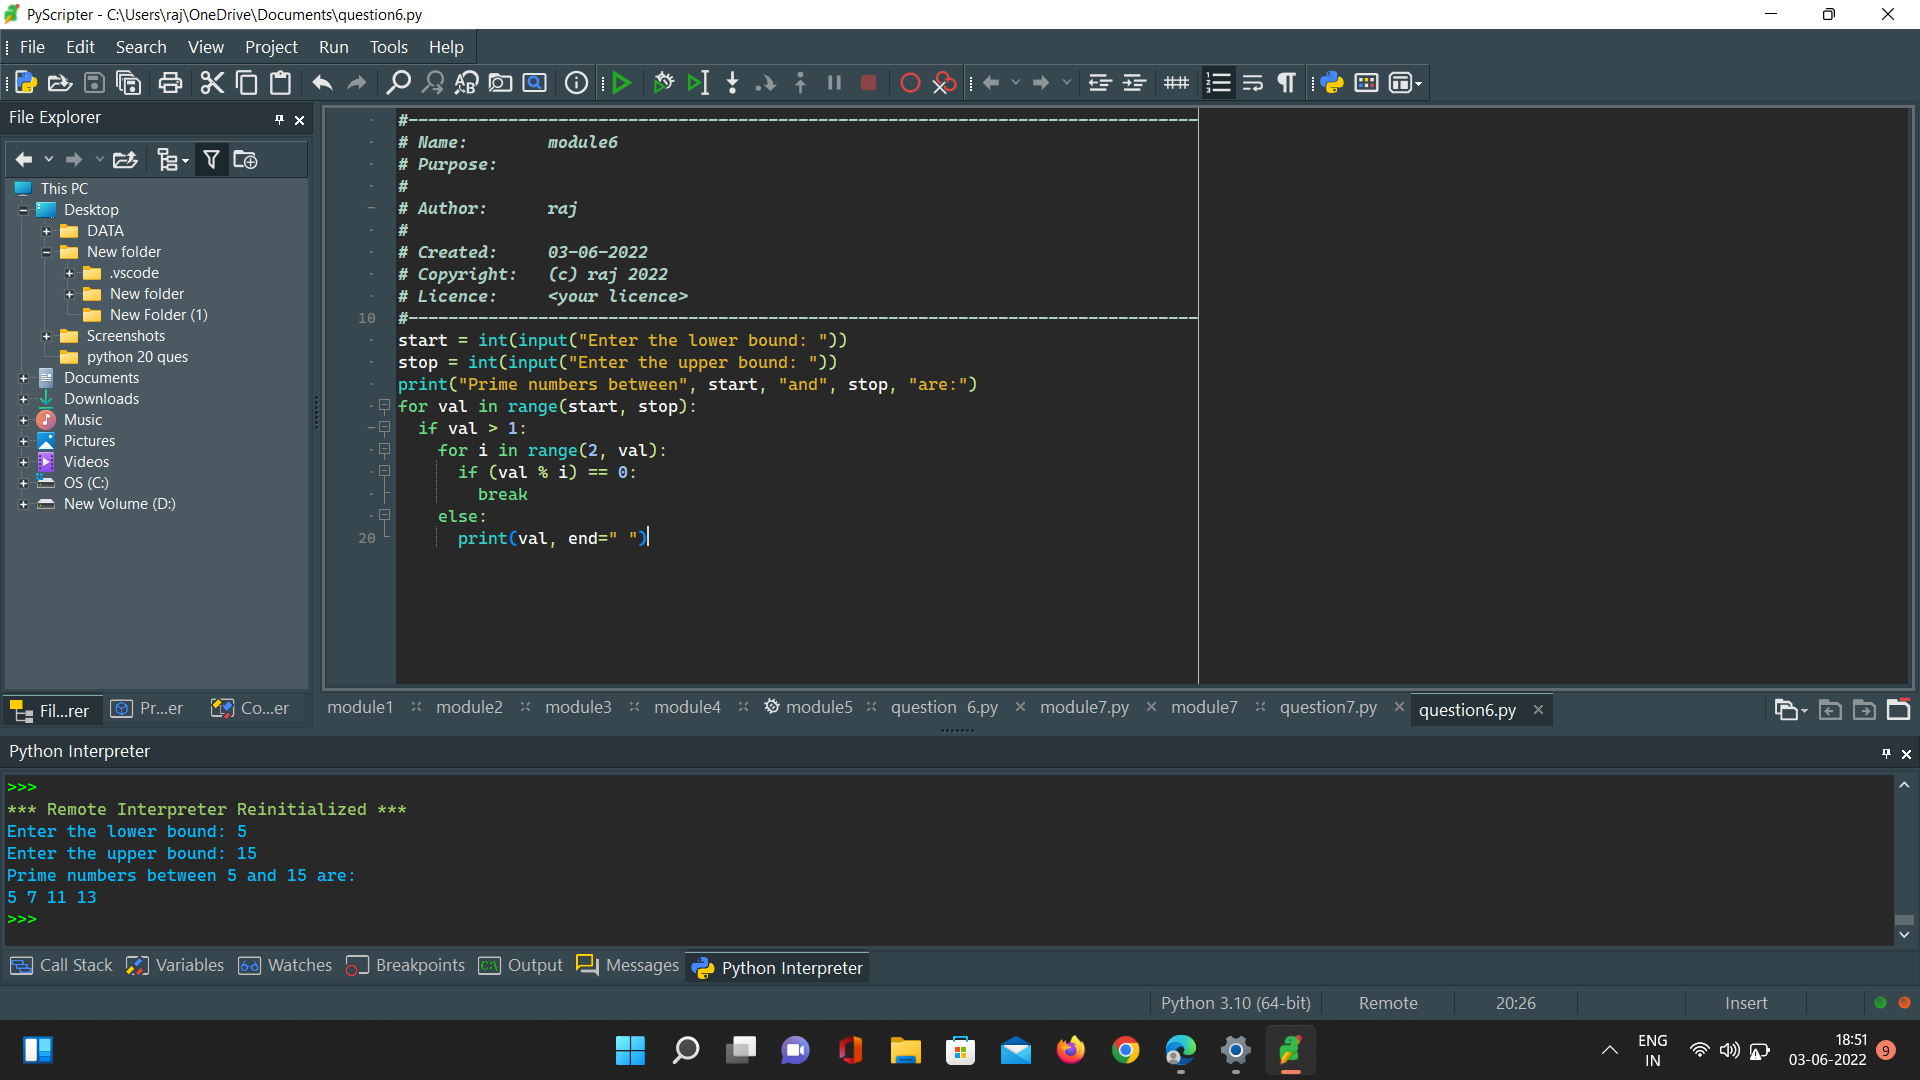 PyScripter - C:\Users\raj\OneDrive\Documents\question6.py
File Edit Search View Project Run Tools Help
File Explorer
This PC
Desktop
DATA
New folder
.vscode
New folder
New Folder (1)
Screenshots
python 20 ques
Documents
Downloads
Music
Pictures
Videos
OS (C:)
New Volume (D:)
Fil...rer Pr...er Co...er
#-------------------------------------------------------------------------------
# Name:        module6
# Purpose:
#
# Author:      raj
#
# Created:     03-06-2022
# Copyright:   (c) raj 2022
# Licence:     <your licence>
10 #-------------------------------------------------------------------------------
start = int(input("Enter the lower bound: "))
stop = int(input("Enter the upper bound: "))
print("Prime numbers between", start, "and", stop, "are:")
for val in range(start, stop):
  if val > 1:
    for i in range(2, val):
      if (val % i) == 0:
        break
    else:
20       print(val, end=" ")
module1 module2 module3 module4 module5 question 6.py module7.py module7 question7.py question6.py
Python Interpreter
>>>
*** Remote Interpreter Reinitialized ***
Enter the lower bound: 5
Enter the upper bound: 15
Prime numbers between 5 and 15 are:
5 7 11 13
>>>
Call Stack Variables Watches Breakpoints Output Messages Python Interpreter
Python 3.10 (64-bit) Remote 20:26 Insert
ENG
IN
18:51
03-06-2022
9